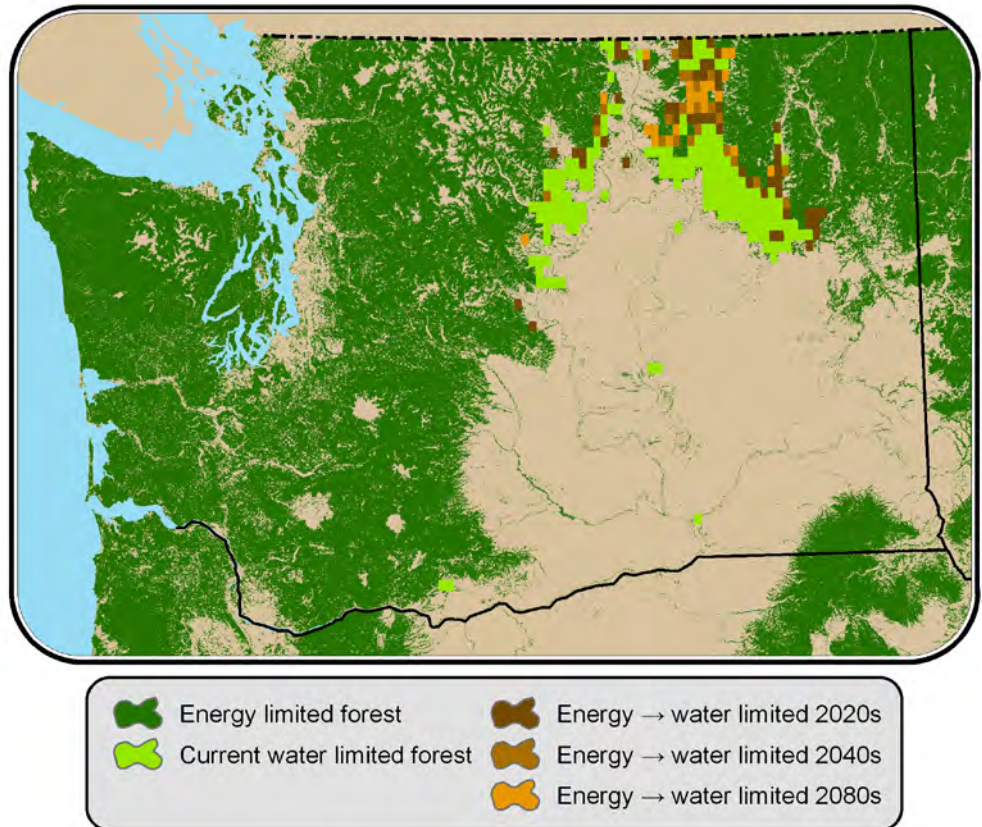 Energy limited forest
Current water limited forest
Energy → water limited 2020s
Energy → water limited 2040s
Energy → water limited 2080s